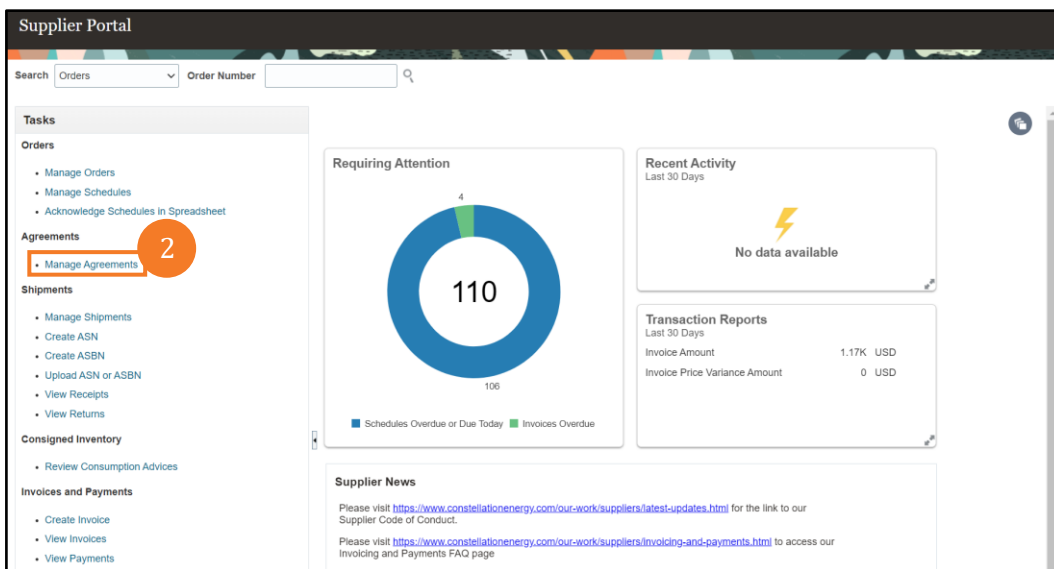 Supplier Portal
Search Orders Order Number
Tasks
Orders
• Manage Orders
• Manage Schedules
• Acknowledge Schedules in Spreadsheet
Agreements
• Manage Agreements
2
Shipments
• Manage Shipments
• Create ASN
• Create ASBN
• Upload ASN or ASBN
• View Receipts
• View Returns
Consigned Inventory
• Review Consumption Advices
Invoices and Payments
• Create Invoice
• View Invoices
• View Payments
Requiring Attention
4
110
106
Schedules Overdue or Due Today Invoices Overdue
Recent Activity
Last 30 Days
No data available
Transaction Reports
Last 30 Days
Invoice Amount 1.17K USD
Invoice Price Variance Amount 0 USD
Supplier News
Please visit https://www.constellationenergy.com/our-work/suppliers/latest-updates.html for the link to our
Supplier Code of Conduct.
Please visit https://www.constellationenergy.com/our-work/suppliers/invoicing-and-payments.html to access our
Invoicing and Payments FAQ page